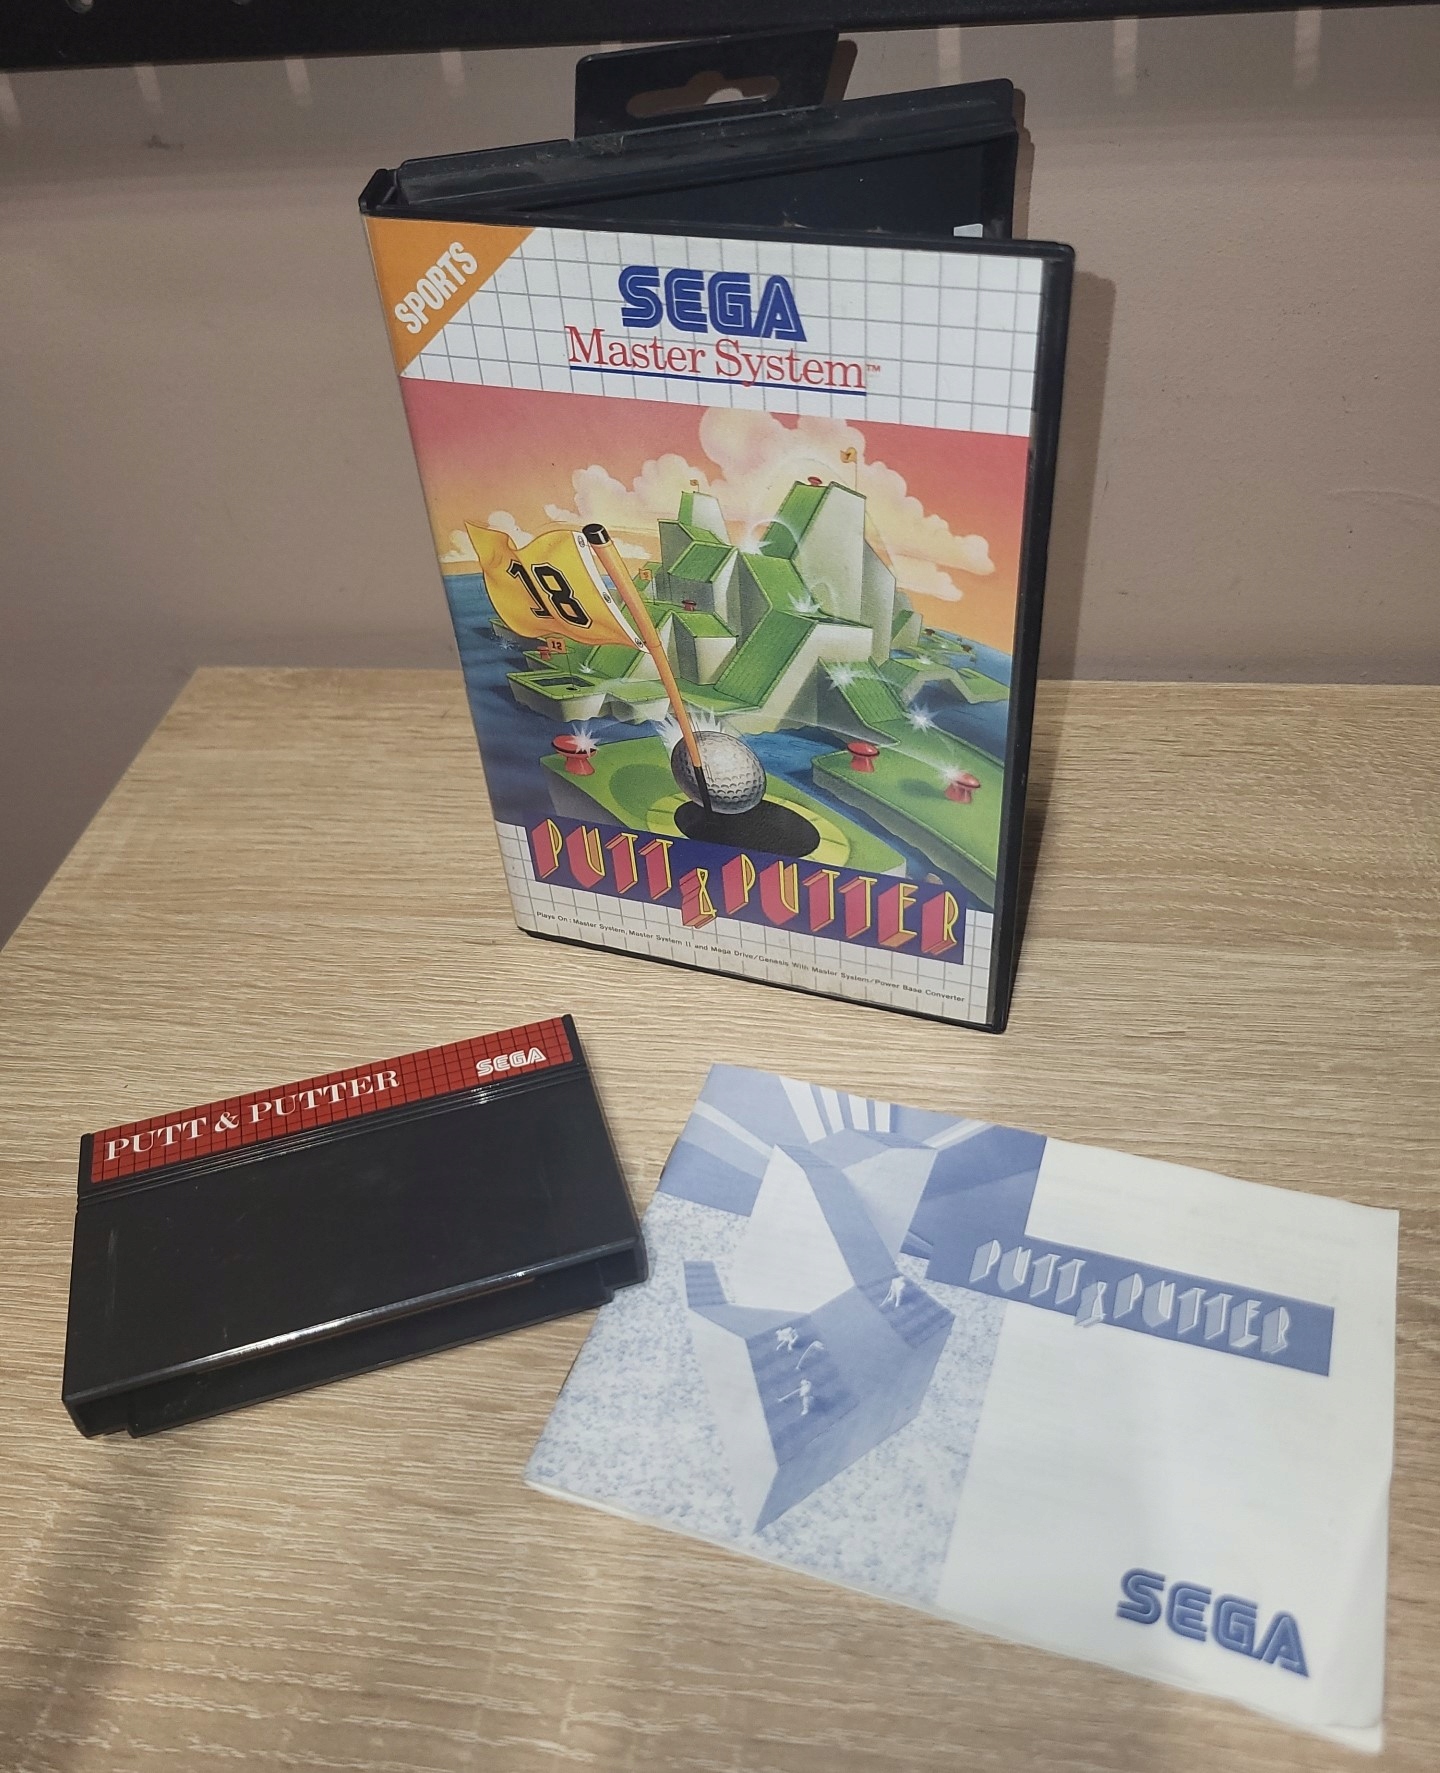 SPORTS
SEGA
Master System™
18
12
PUTT & PUTTER
Plays On : Master System, Master System II and Mega Drive/Genesis With Master System/Power Base Converter
PUTT & PUTTER
SEGA
PUTT & PUTTER
SEGA